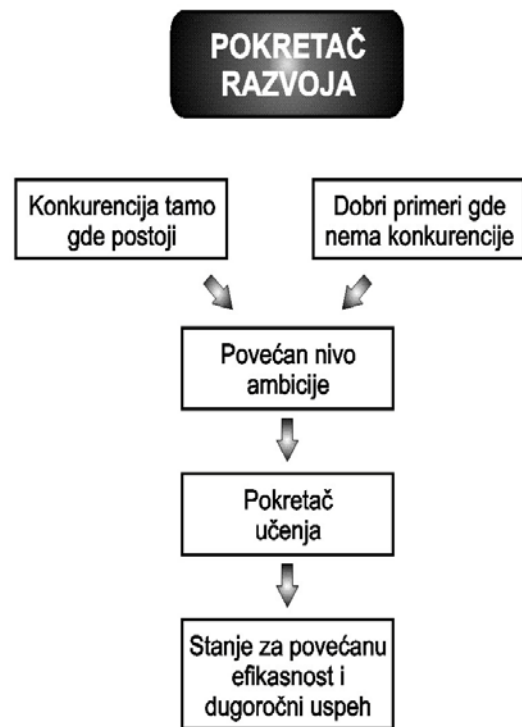 POKRETAČ
RAZVOJA
Konkurencija tamo
gde postoji
Dobri primeri gde
nema konkurencije
Povećan nivo
ambicije
Pokretač
učenja
Stanje za povećanu
efikasnost i
dugoročni uspeh